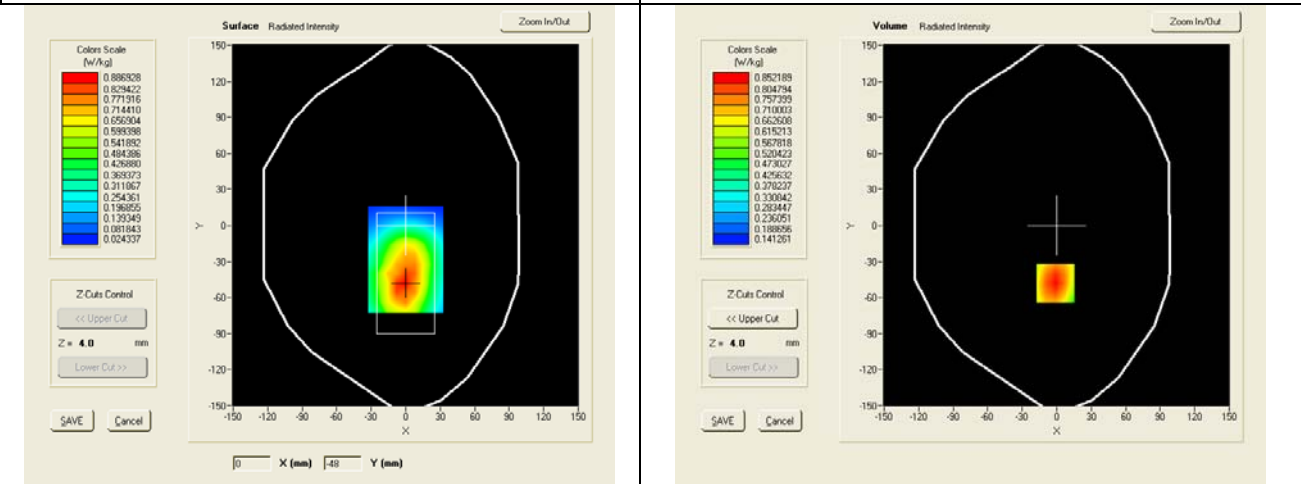 Surface Radiated Intensity
Zoom In/Out
Colors Scale
(W/kg)
0.886928
0.829422
0.771916
0.714410
0.656904
0.599398
0.541892
0.484386
0.426880
0.369373
0.311867
0.254361
0.196855
0.139349
0.081843
0.024337
Z-Cuts Control
<< Upper Cut
Z = 4.0 mm
Lower Cut >>
SAVE Cancel
150
120
90
60
30
0
-30
-60
-90
-120
-150
Y
-150 -120 -90 -60 -30 0 30 60 90 120 150
X
0 X (mm) -48 Y (mm)
Volume Radiated Intensity
Zoom In/Out
Colors Scale
(W/kg)
0.852189
0.804794
0.757399
0.710003
0.662608
0.615213
0.567818
0.520423
0.473027
0.425632
0.378237
0.330842
0.283447
0.236051
0.188656
0.141261
Z-Cuts Control
<< Upper Cut
Z = 4.0 mm
Lower Cut >>
SAVE Cancel
150
120
90
60
30
0
-30
-60
-90
-120
-150
Y
-150 -120 -90 -60 -30 0 30 60 90 120 150
X